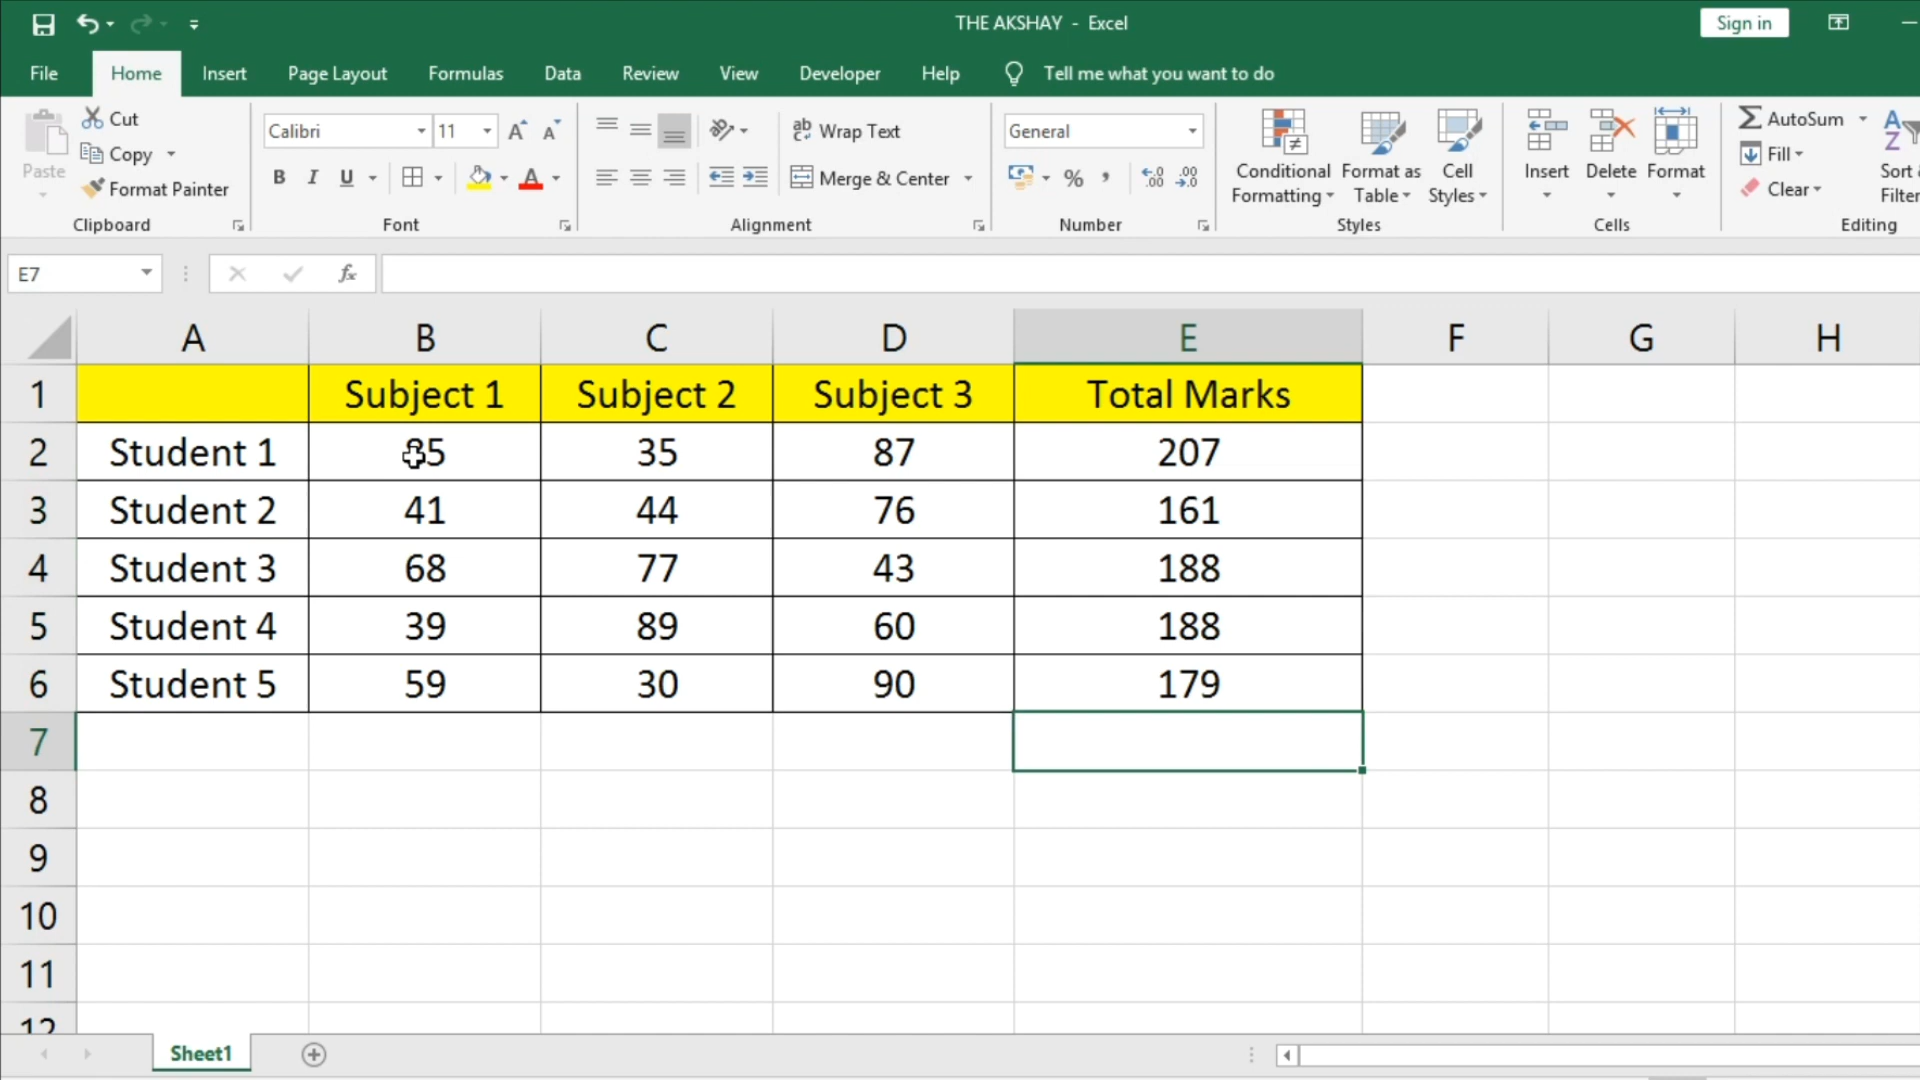 THE AKSHAY - Excel
Sign in
File Home Insert Page Layout Formulas Data Review View Developer Help Tell me what you want to do
Paste
Cut
Copy
Format Painter
Clipboard
Calibri 11
B I U A
Font
Wrap Text
Merge & Center
Alignment
General
%
Number
Conditional Formatting
Format as Table
Cell Styles
Styles
Insert Delete Format
Cells
AutoSum
Fill
Clear
Sort
Filter
Editing
E7 fx
A B C D E F G H
1 Subject 1 Subject 2 Subject 3 Total Marks
2 Student 1 35 87 207
3 Student 2 41 44 76 161
4 Student 3 68 77 43 188
5 Student 4 39 89 60 188
6 Student 5 59 30 90 179
7
8
9
10
11
12
Sheet1